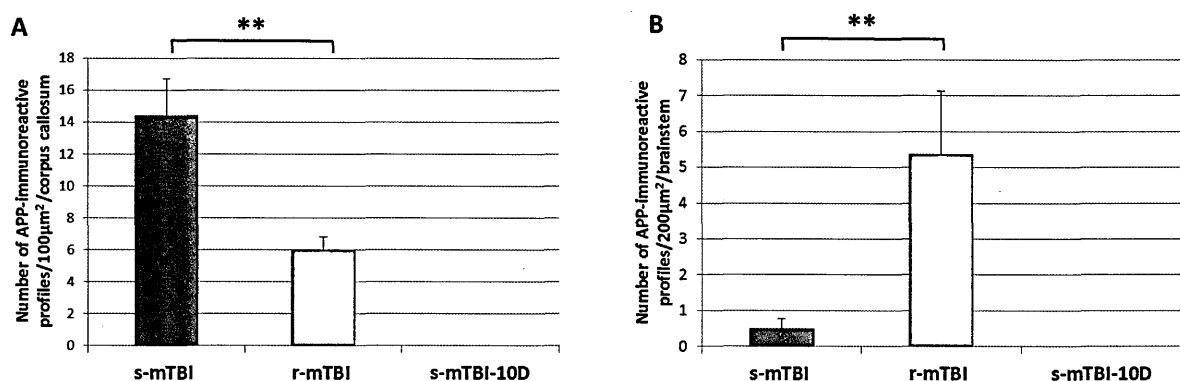 A
**
Number of APP-immunoreactive
profiles/100µm²/corpus callosum
18
16
14
12
10
8
6
4
2
0
s-mTBI r-mTBI s-mTBI-10D
B
**
Number of APP-immunoreactive
profiles/200µm²/brainstem
8
7
6
5
4
3
2
1
0
s-mTBI r-mTBI s-mTBI-10D